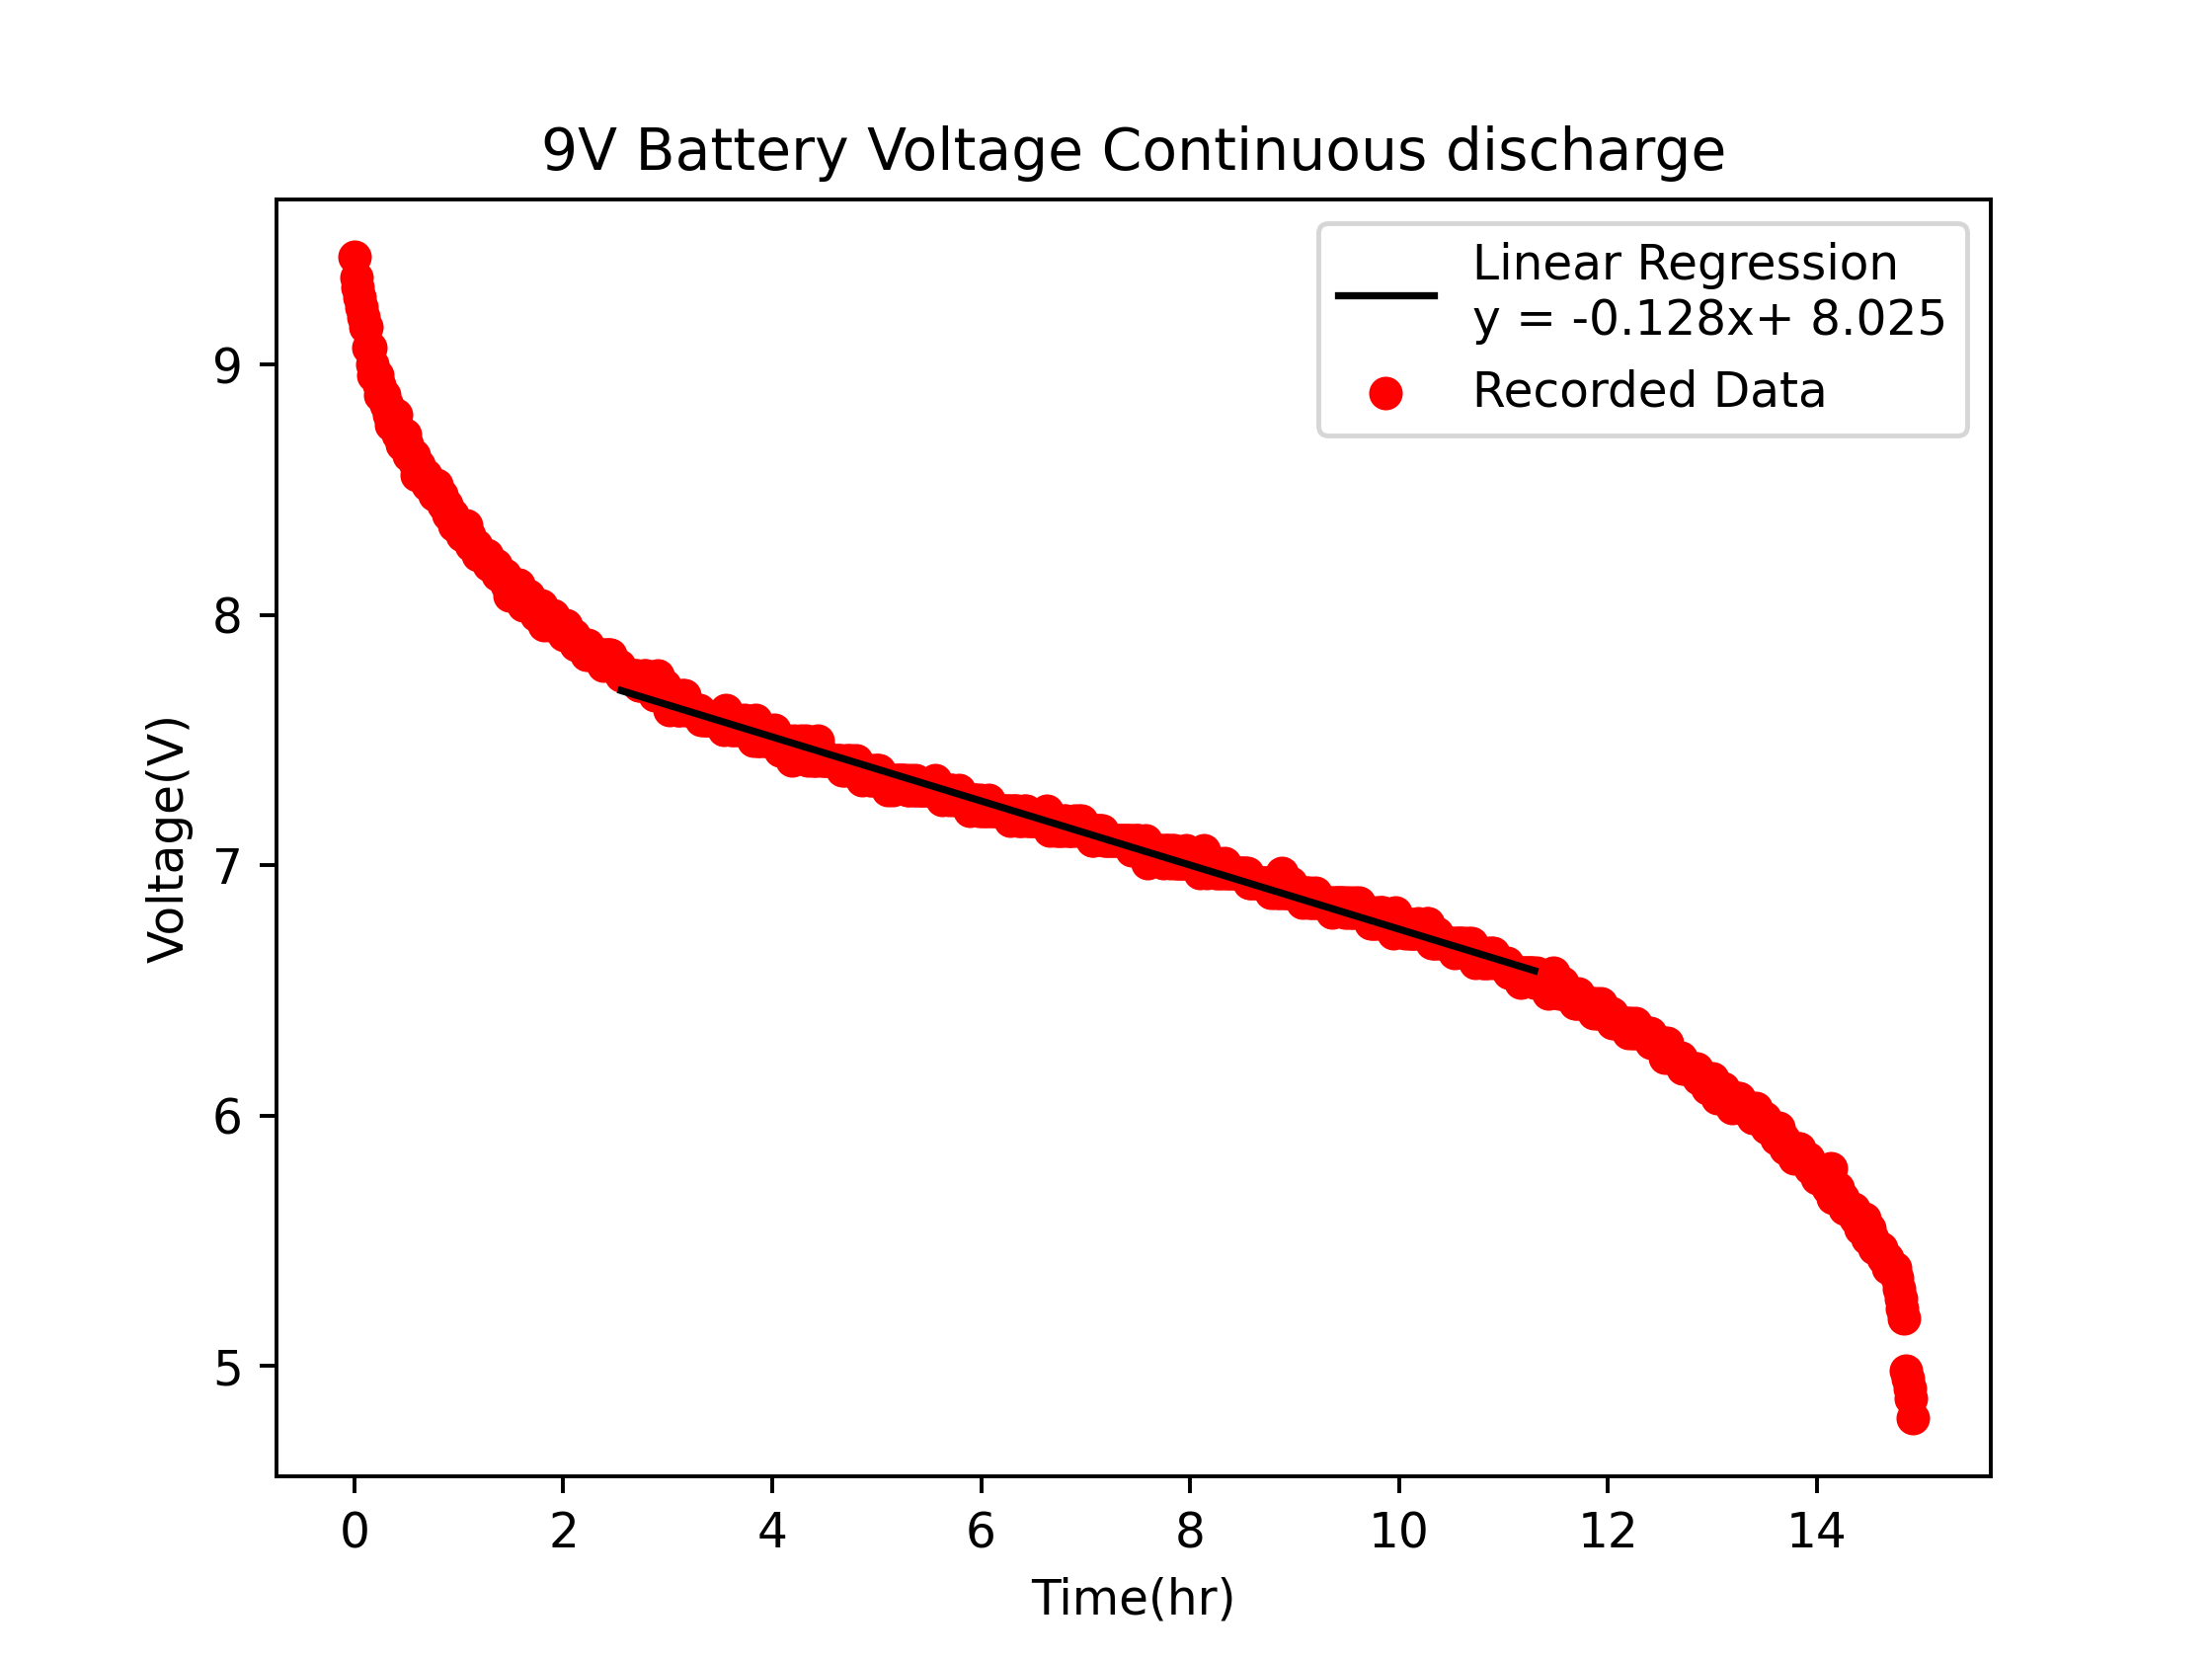 9V Battery Voltage Continuous discharge
Linear Regression
y = -0.128x+ 8.025
Recorded Data
9
8
7
6
5
Voltage(V)
0 2 4 6 8 10 12 14
Time(hr)